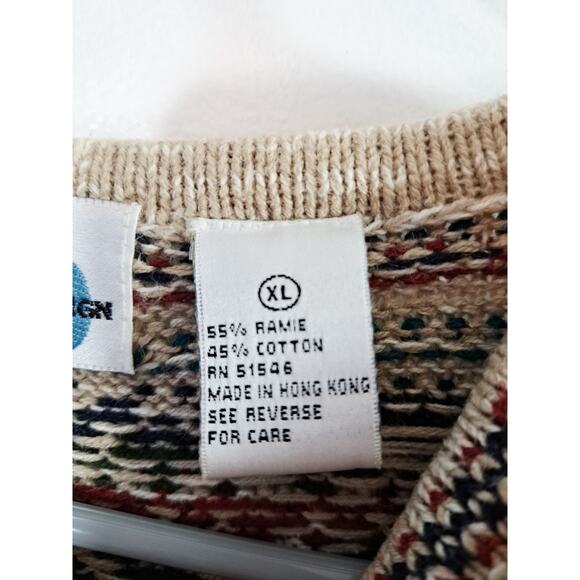 XL
55% RAMIE
45% COTTON
RN 51546
MADE IN HONG KONG
SEE REVERSE
FOR CARE